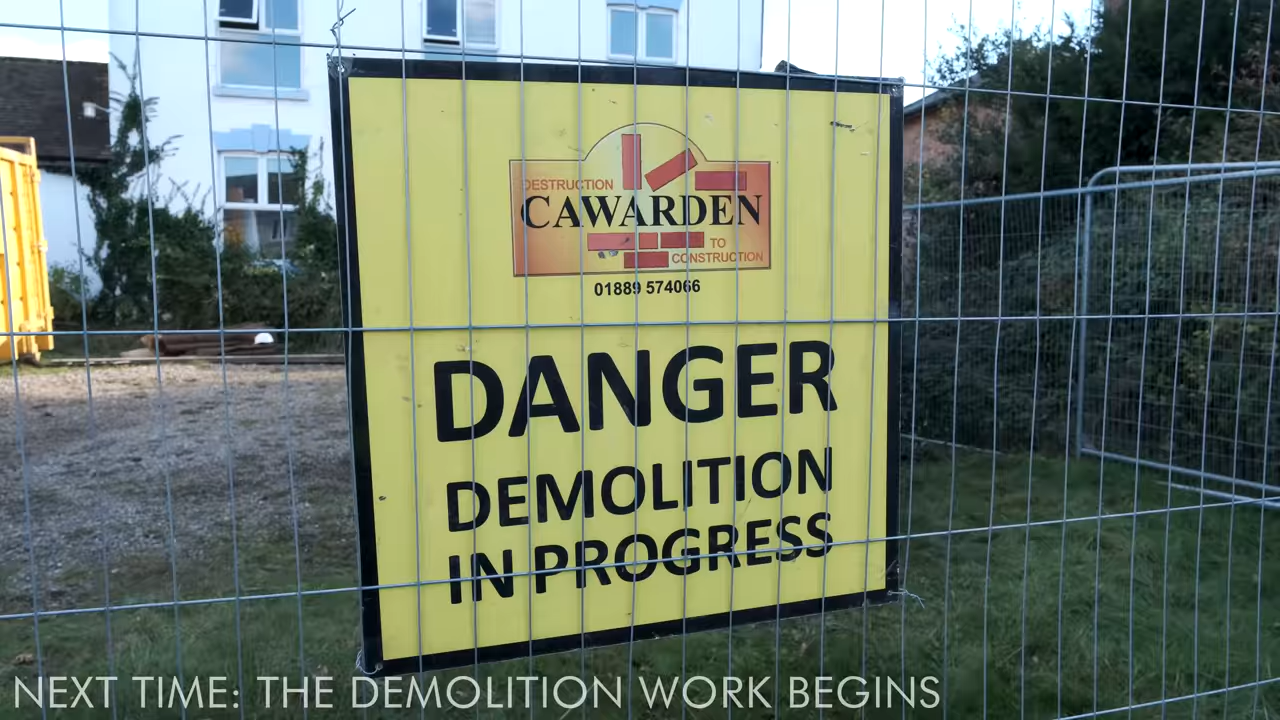 DESTRUCTION
CAWARDEN
TO
CONSTRUCTION
01889 574066
DANGER
DEMOLITION
IN PROGRESS
NEXT TIME: THE DEMOLITION WORK BEGINS